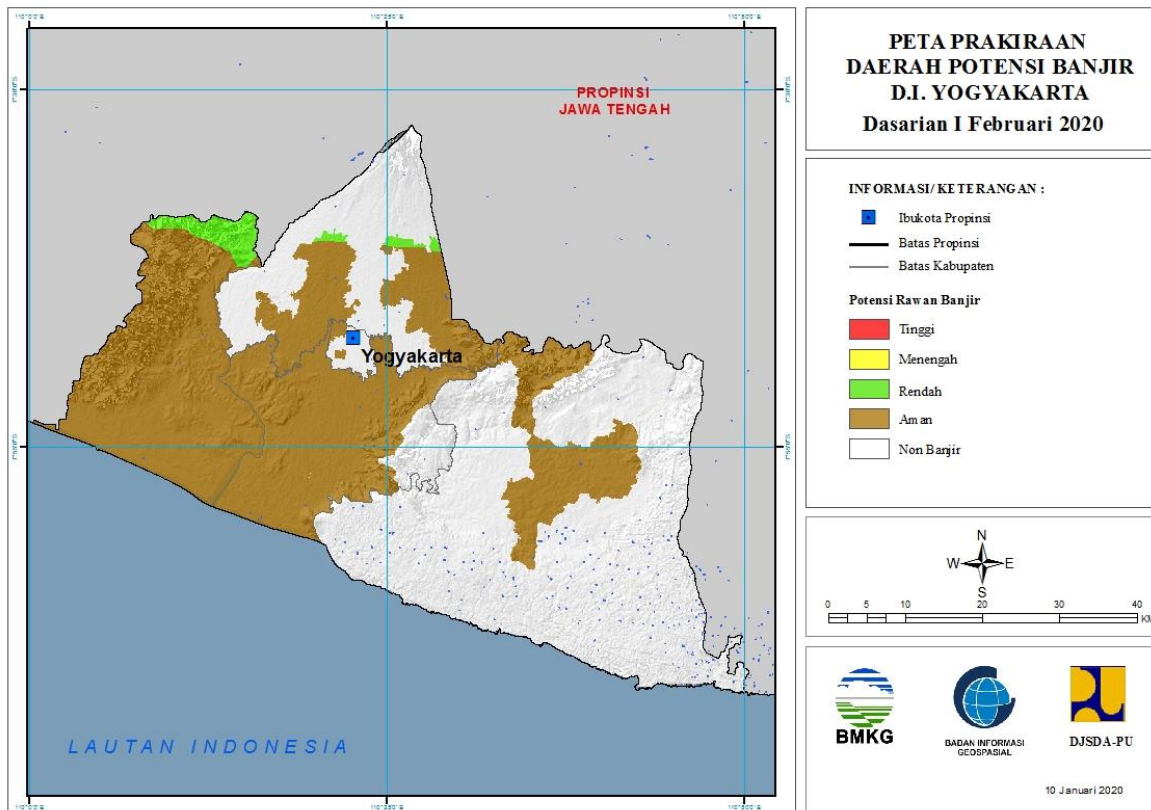 PETA PRAKIRAAN
DAERAH POTENSI BANJIR
D.I. YOGYAKARTA
Dasarian I Februari 2020
PROPINSI
JAWA TENGAH
Yogyakarta
LAUTAN INDONESIA
INFORMASI/ KETERANGAN :
Ibukota Propinsi
Batas Propinsi
Batas Kabupaten
Potensi Rawan Banjir
Tinggi
Menengah
Rendah
Aman
Non Banjir
N
W E
S
0 5 10 20 30 40
KM
BMKG
BADAN INFORMASI
GEOSPASIAL
DJSDA-PU
10 Januari 2020